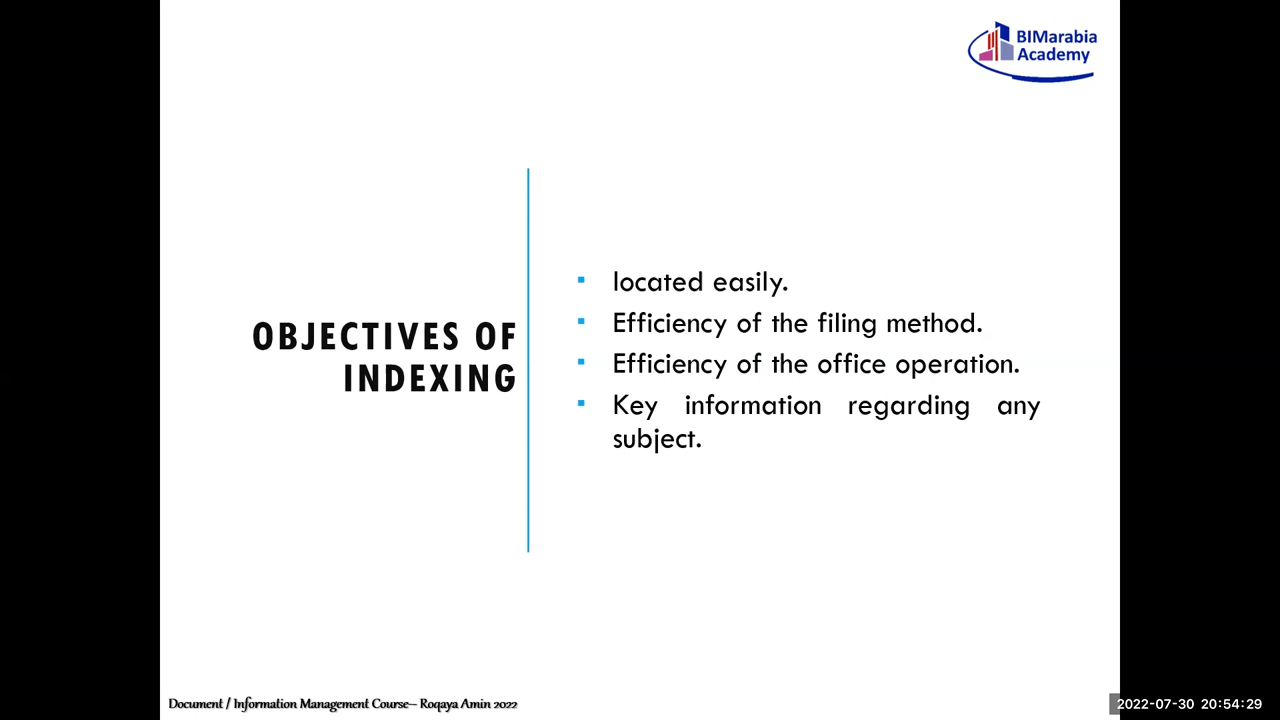 BIMarabia
Academy
OBJECTIVES OF
INDEXING
▪ located easily.
▪ Efficiency of the filing method.
▪ Efficiency of the office operation.
▪ Key information regarding any
subject.
Document / Information Management Course– Roqaya Amin 2022
2022-07-30 20:54:29